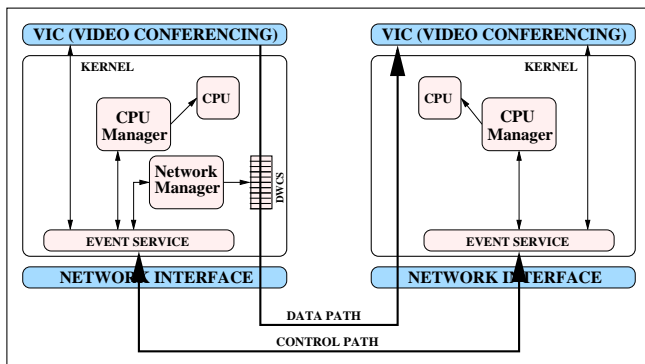 VIC (VIDEO CONFERENCING)
KERNEL
CPU
CPU
Manager
Network
Manager
DWCS
EVENT SERVICE
NETWORK INTERFACE
VIC (VIDEO CONFERENCING)
KERNEL
CPU
CPU
Manager
EVENT SERVICE
NETWORK INTERFACE
DATA PATH
CONTROL PATH